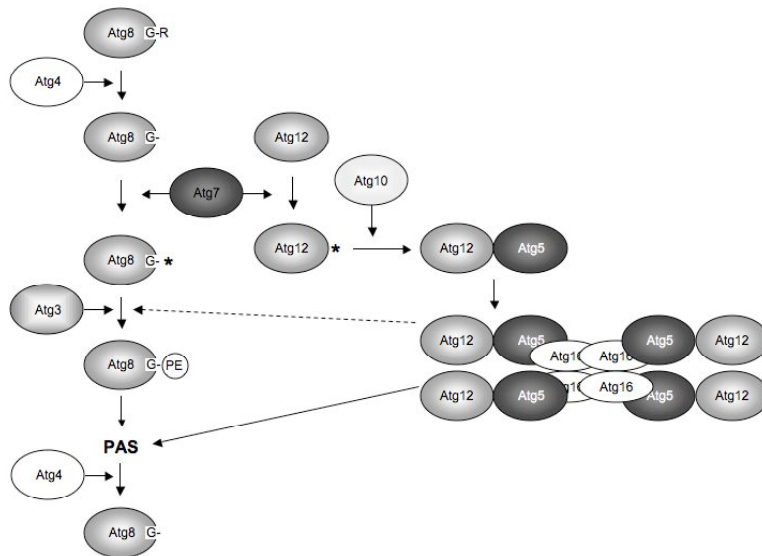 Atg8 G-R
Atg4
Atg8 G-
Atg12
Atg7
Atg10
Atg8 G- *
Atg12 *
Atg12 Atg5
Atg3
Atg12 Atg5 Atg5 Atg12
Atg16
Atg8 G- PE
Atg12 Atg5 Atg16 Atg16 Atg5 Atg12
PAS
Atg4
Atg8 G-